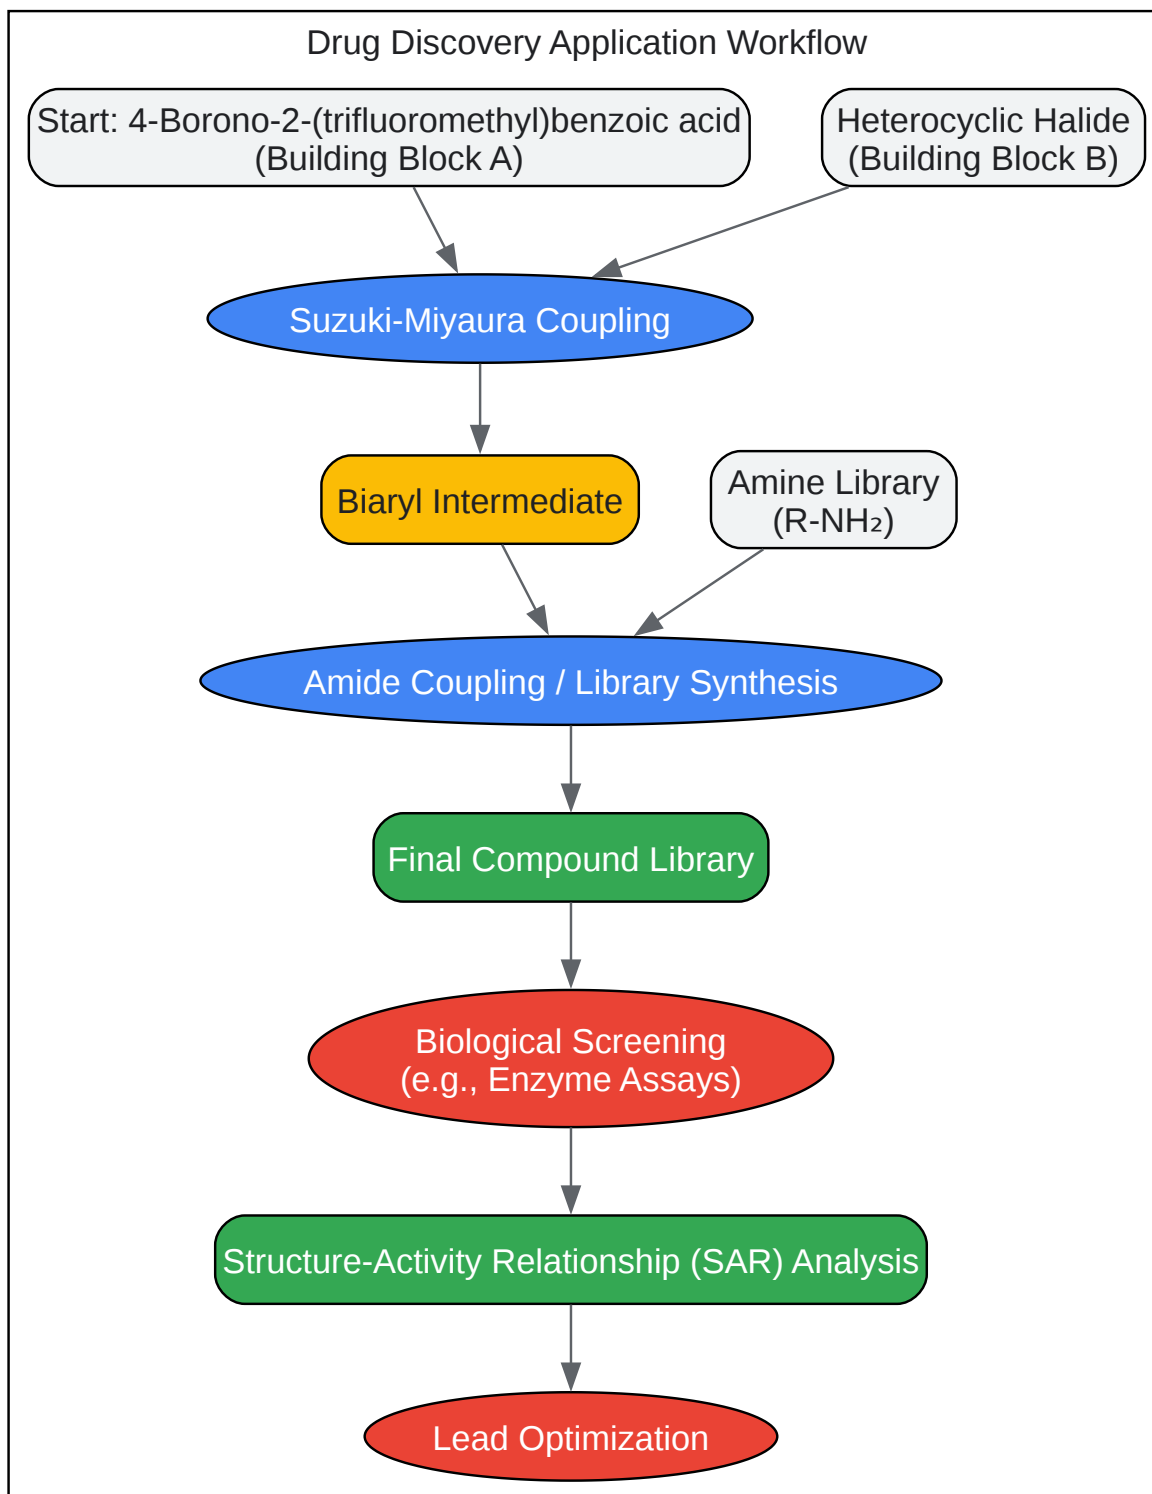 Drug Discovery Application Workflow
Start: 4-Borono-2-(trifluoromethyl)benzoic acid
(Building Block A)
Heterocyclic Halide
(Building Block B)
Suzuki-Miyaura Coupling
Biaryl Intermediate
Amine Library
(R-NH₂)
Amide Coupling / Library Synthesis
Final Compound Library
Biological Screening
(e.g., Enzyme Assays)
Structure-Activity Relationship (SAR) Analysis
Lead Optimization